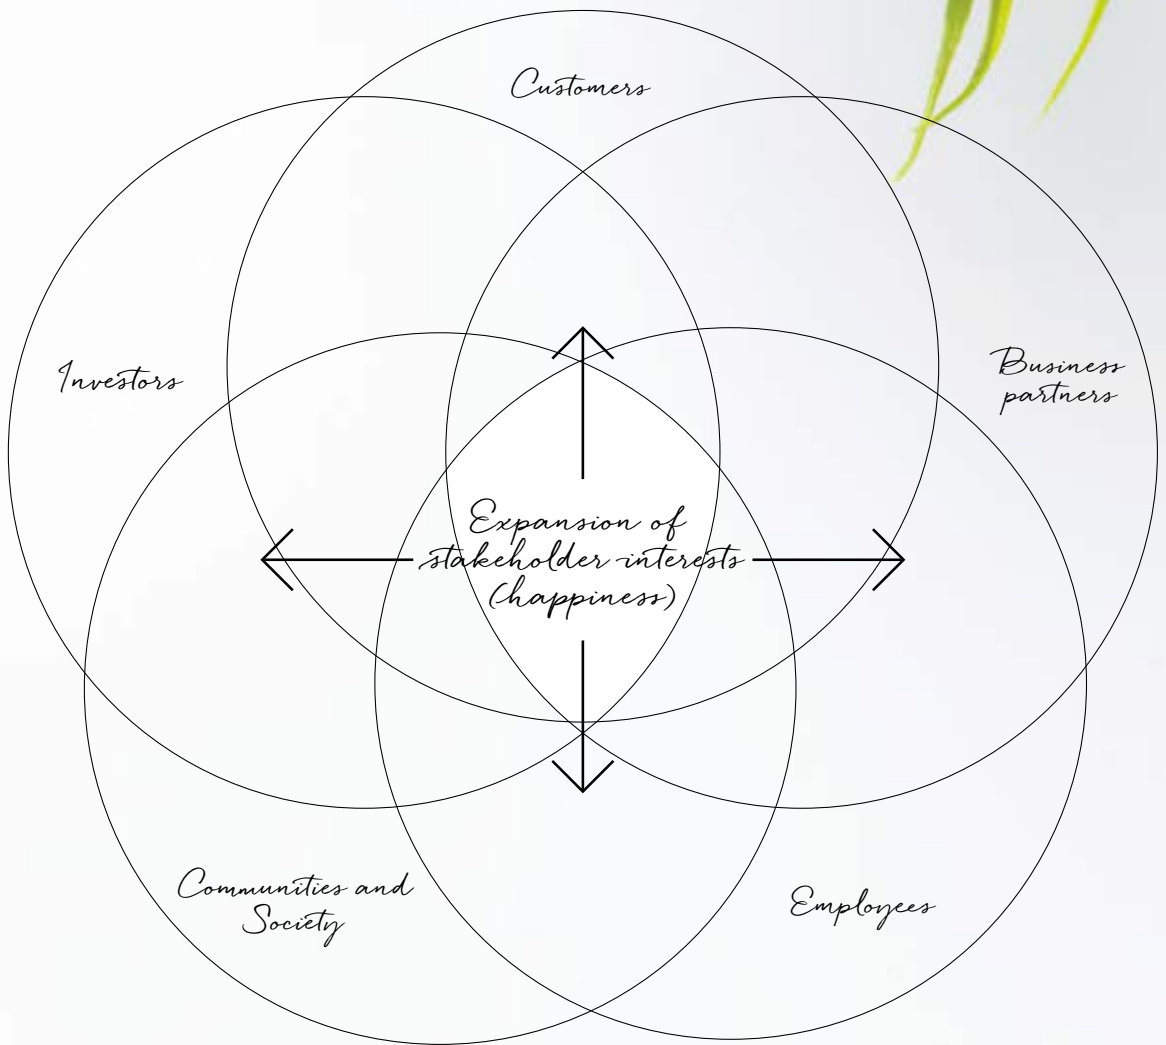 Customers
Investors
Business
partners
Expansion of
stakeholder interests
(happiness)
Communities and
Society
Employees